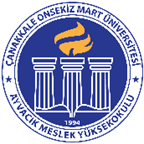 ÇANAKKALE ONSEKİZ MART ÜNİVERSİTESİ
1994
AYVACIK MESLEK YÜKSEKOKULU